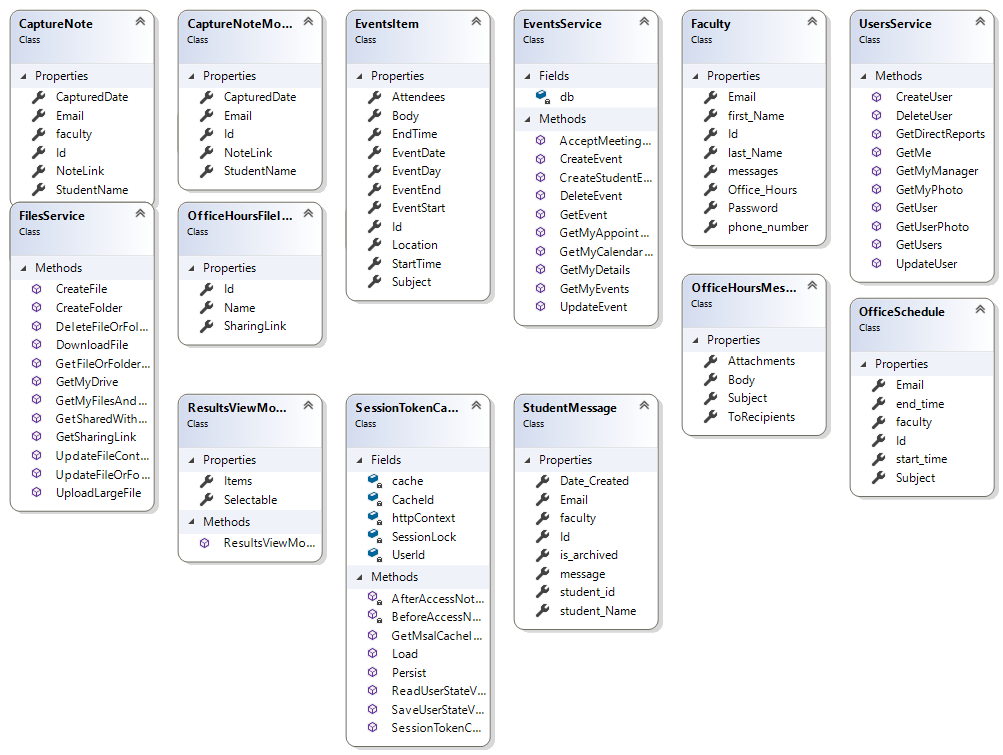 CaptureNote
Class
Properties
CapturedDate
Email
faculty
Id
NoteLink
StudentName
CaptureNoteMo...
Class
Properties
CapturedDate
Email
Id
NoteLink
StudentName
EventsItem
Class
Properties
Attendees
Body
EndTime
EventDate
EventDay
EventEnd
EventStart
Id
Location
StartTime
Subject
EventsService
Class
Fields
db
Methods
AcceptMeeting...
CreateEvent
CreateStudentE...
DeleteEvent
GetEvent
GetMyAppoint...
GetMyCalendar...
GetMyDetails
GetMyEvents
UpdateEvent
Faculty
Class
Properties
Email
first_Name
Id
last_Name
messages
Office_Hours
Password
phone_number
UsersService
Class
Methods
CreateUser
DeleteUser
GetDirectReports
GetMe
GetMyManager
GetMyPhoto
GetUser
GetUserPhoto
GetUsers
UpdateUser
FilesService
Class
Methods
CreateFile
CreateFolder
DeleteFileOrFol...
DownloadFile
GetFileOrFolder...
GetMyDrive
GetMyFilesAnd...
GetSharedWith...
GetSharingLink
UpdateFileCont...
UpdateFileOrFo...
UploadLargeFile
OfficeHoursFileI...
Class
Properties
Id
Name
SharingLink
OfficeHoursMes...
Class
Properties
Attachments
Body
Subject
ToRecipients
OfficeSchedule
Class
Properties
Email
end_time
faculty
Id
start_time
Subject
ResultsViewMo...
Class
Properties
Items
Selectable
Methods
ResultsViewMo...
SessionTokenCa...
Class
Fields
cache
CacheId
httpContext
SessionLock
UserId
Methods
AfterAccessNot...
BeforeAccessN...
GetMsalCacheI...
Load
Persist
ReadUserStateV...
SaveUserStateV...
SessionTokenC...
StudentMessage
Class
Properties
Date_Created
Email
faculty
Id
is_archived
message
student_id
student_Name